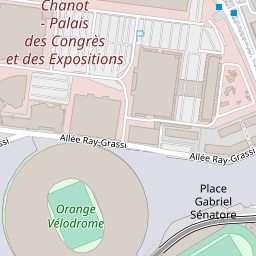 Chanot
- Palais
des Congrès
et des Expositions
P
Allée Ray-Grassi
Allée Ray-Grassi
Place
Gabriel
Sénatore
Orange
Vélodrome